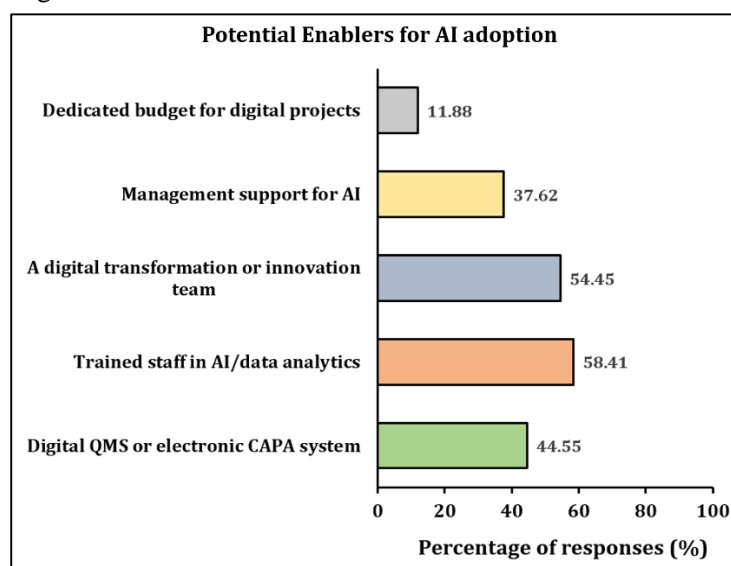 Potential Enablers for AI adoption
Dedicated budget for digital projects
11.88
Management support for AI
37.62
A digital transformation or innovation
team
54.45
Trained staff in AI/data analytics
58.41
Digital QMS or electronic CAPA system
44.55
0 20 40 60 80 100
Percentage of responses (%)